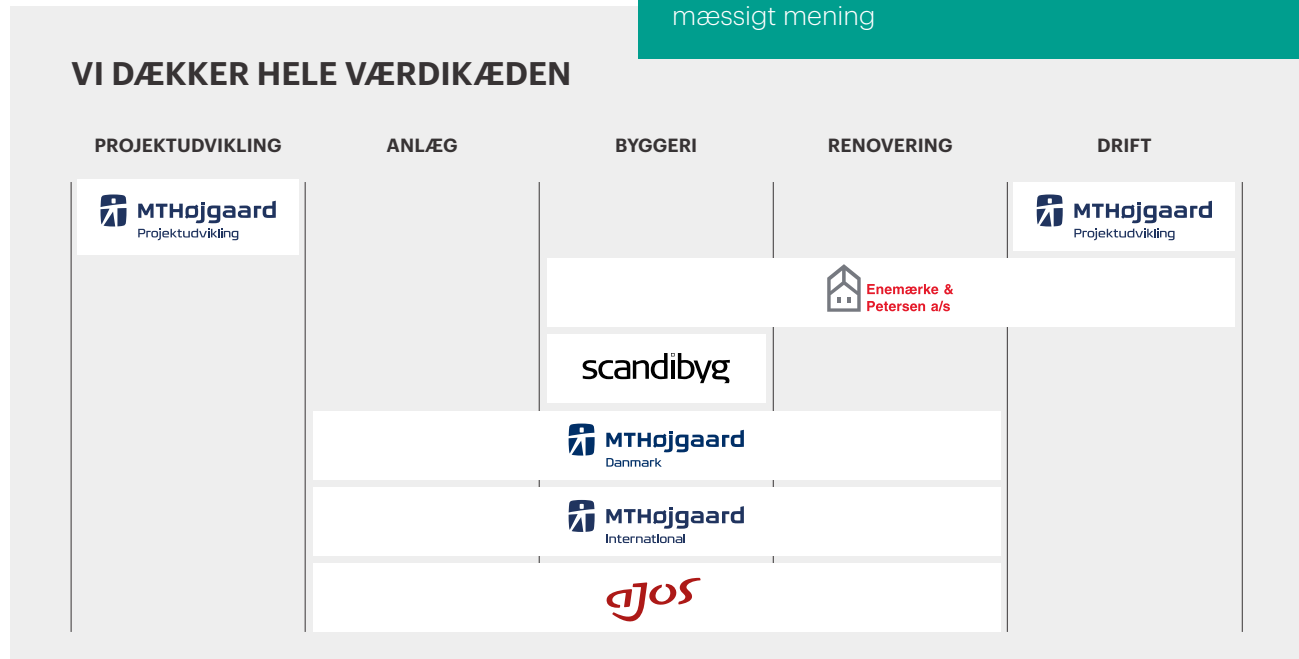 mæssigt mening
VI DÆKKER HELE VÆRDIKÆDEN
PROJEKTUDVIKLING ANLÆG BYGGERI RENOVERING DRIFT
MTHøjgaard
Projektudvikling
MTHøjgaard
Projektudvikling
Enemærke &
Petersen a/s
scandibyg
MTHøjgaard
Danmark
MTHøjgaard
International
ajos